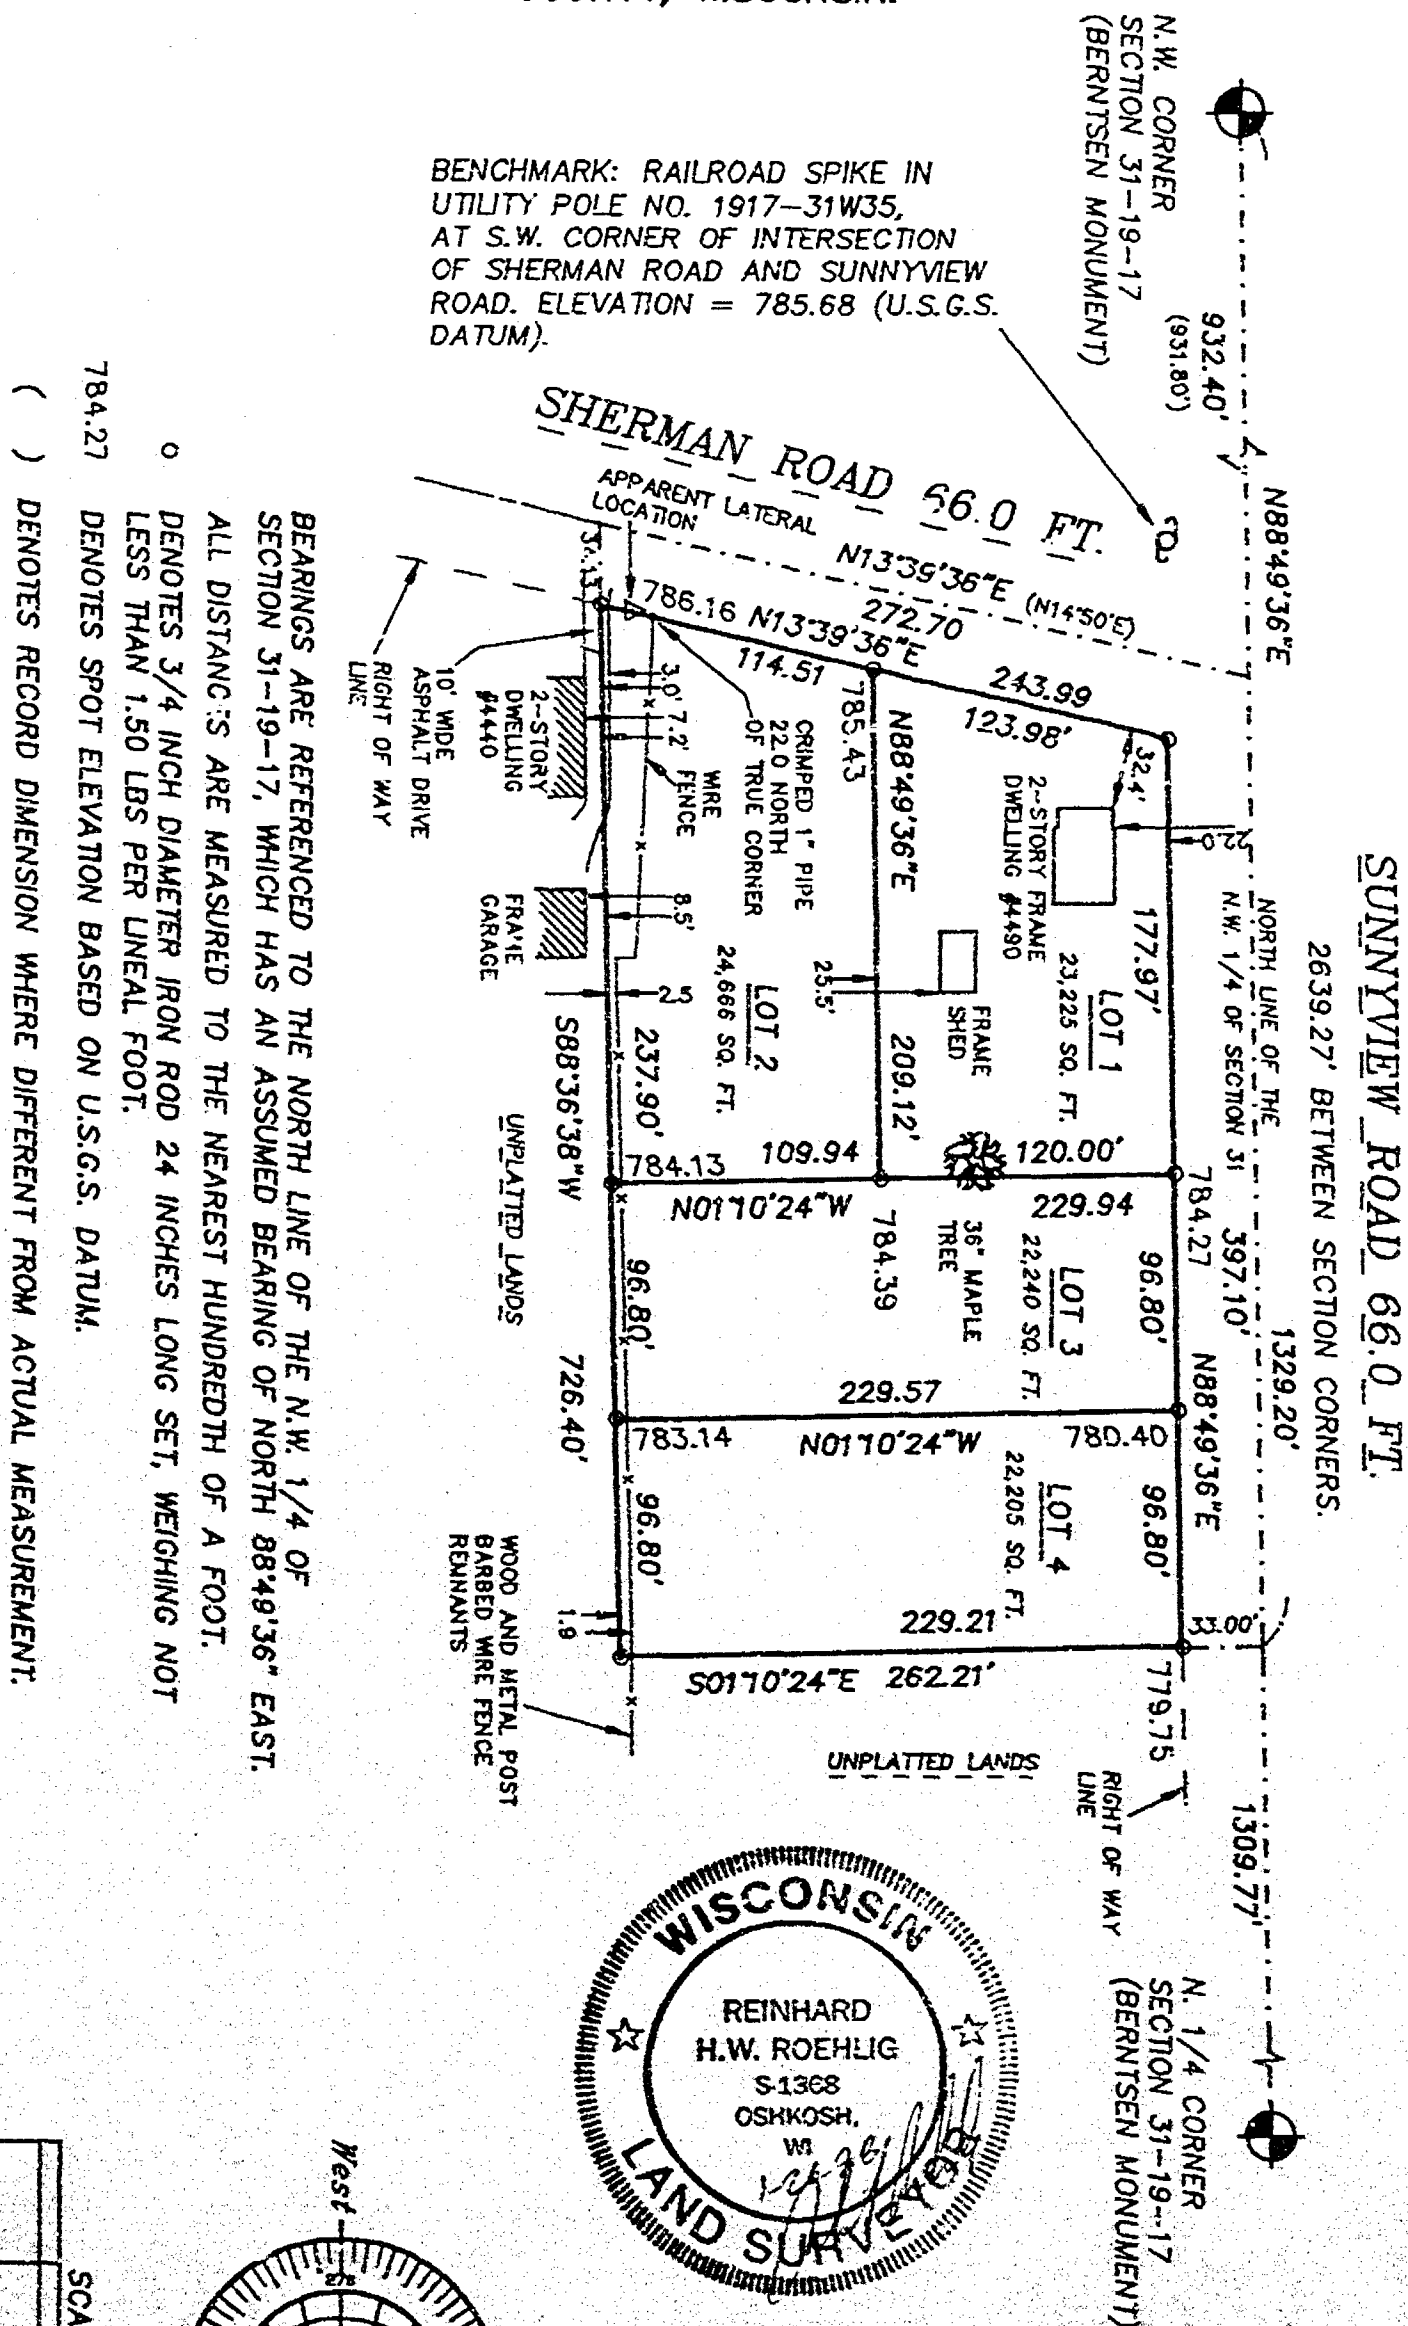 SUNNYVIEW ROAD 66.0 FT.
2639.27' BETWEEN SECTION CORNERS.
N.W. CORNER
SECTION 31-19-17
(BERNTSEN MONUMENT)
932.40'
(931.80')
N88°49'36"E
1329.20'
1309.77'
N. 1/4 CORNER
SECTION 31-19-17
(BERNTSEN MONUMENT)
NORTH LINE OF THE
N.W. 1/4 OF SECTION 31
397.10'
BENCHMARK: RAILROAD SPIKE IN
UTILITY POLE NO. 1917-31W35,
AT S.W. CORNER OF INTERSECTION
OF SHERMAN ROAD AND SUNNYVIEW
ROAD. ELEVATION = 785.68 (U.S.G.S.
DATUM).
SHERMAN ROAD 66.0 FT.
APPARENT LATERAL
LOCATION
N13°39'36"E (N14°50'E)
272.70
N13°39'36"E
243.99
114.51
123.98'
786.16
785.43
32.4'
22.0'
177.97'
784.27
96.80'
N88°49'36"E
96.80'
33.00'
779.75
RIGHT OF WAY
LINE
2-STORY FRAME
DWELLING #4490
LOT 1
23,225 SQ. FT.
FRAME
SHED
25.5'
N88°49'36"E
209.12'
120.00'
36" MAPLE
TREE
CRIMPED 1" PIPE
22.0 NORTH
OF TRUE CORNER
LOT 2
24,666 SQ. FT.
109.94
784.13
N01°10'24"W
229.94
784.39
LOT 3
22,240 SQ. FT.
229.57
783.14
N01°10'24"W
780.40
LOT 4
22,205 SQ. FT.
229.21
S01°10'24"E 262.21'
UNPLATTED LANDS
WIRE
FENCE
3.0'
7.2'
8.5'
2.5
237.90'
96.80'
96.80'
1.9
2-STORY
DWELLING
#4440
FRAME
GARAGE
10' WIDE
ASPHALT DRIVE
RIGHT OF WAY
LINE
S88°36'38"W
726.40'
UNPLATTED LANDS
WOOD AND METAL POST
BARBED WIRE FENCE
REMNANTS
WISCONSIN
REINHARD
H.W. ROEHLIG
S-1368
OSHKOSH,
WI
LAND SURVEYOR
BEARINGS ARE REFERENCED TO THE NORTH LINE OF THE N.W. 1/4 OF
SECTION 31-19-17, WHICH HAS AN ASSUMED BEARING OF NORTH 88°49'36" EAST.
ALL DISTANCES ARE MEASURED TO THE NEAREST HUNDREDTH OF A FOOT.
o DENOTES 3/4 INCH DIAMETER IRON ROD 24 INCHES LONG SET, WEIGHING NOT
LESS THAN 1.50 LBS PER LINEAL FOOT.
784.27 DENOTES SPOT ELEVATION BASED ON U.S.G.S. DATUM.
( ) DENOTES RECORD DIMENSION WHERE DIFFERENT FROM ACTUAL MEASUREMENT.
West
SCA